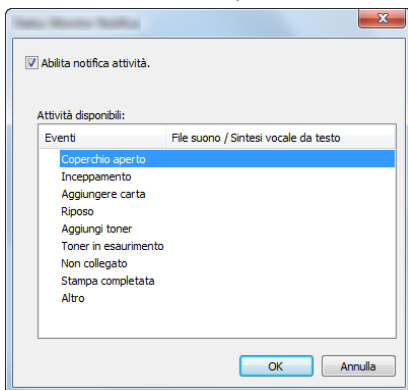 Abilita notifica attività.
Attività disponibili:
Eventi File suono / Sintesi vocale da testo
Coperchio aperto
Inceppamento
Aggiungere carta
Riposo
Aggiungi toner
Toner in esaurimento
Non collegato
Stampa completata
Altro
OK Annulla